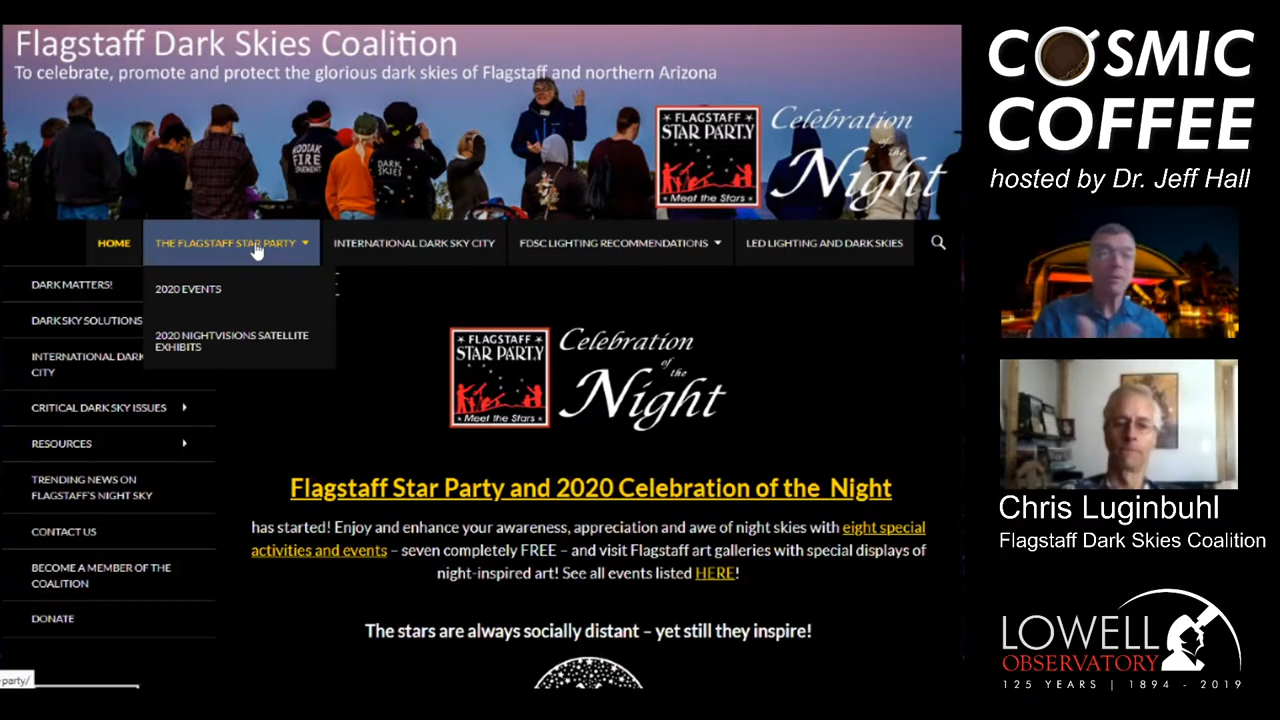 Flagstaff Dark Skies Coalition
To celebrate, promote and protect the glorious dark skies of Flagstaff and northern Arizona
KODIAK
FIRE
DARK
SKIES
FLAGSTAFF
STAR PARTY
Meet the Stars
Celebration
of the
Night
HOME
THE FLAGSTAFF STAR PARTY
INTERNATIONAL DARK SKY CITY
FDSC LIGHTING RECOMMENDATIONS
LED LIGHTING AND DARK SKIES
2020 EVENTS
2020 NIGHTVISIONS SATELLITE
EXHIBITS
DARK MATTERS!
DARK SKY SOLUTIONS
INTERNATIONAL DARK
CITY
CRITICAL DARK SKY ISSUES
RESOURCES
TRENDING NEWS ON
FLAGSTAFF'S NIGHT SKY
CONTACT US
BECOME A MEMBER OF THE
COALITION
DONATE
FLAGSTAFF
STAR PARTY
Meet the Stars
Celebration
of the
Night
Flagstaff Star Party and 2020 Celebration of the Night
has started! Enjoy and enhance your awareness, appreciation and awe of night skies with eight special
activities and events – seven completely FREE – and visit Flagstaff art galleries with special displays of
night-inspired art! See all events listed HERE!
The stars are always socially distant – yet still they inspire!
party/
COSMIC
COFFEE
hosted by Dr. Jeff Hall
Chris Luginbuhl
Flagstaff Dark Skies Coalition
LOWELL
OBSERVATORY
125 YEARS | 1894 - 2019